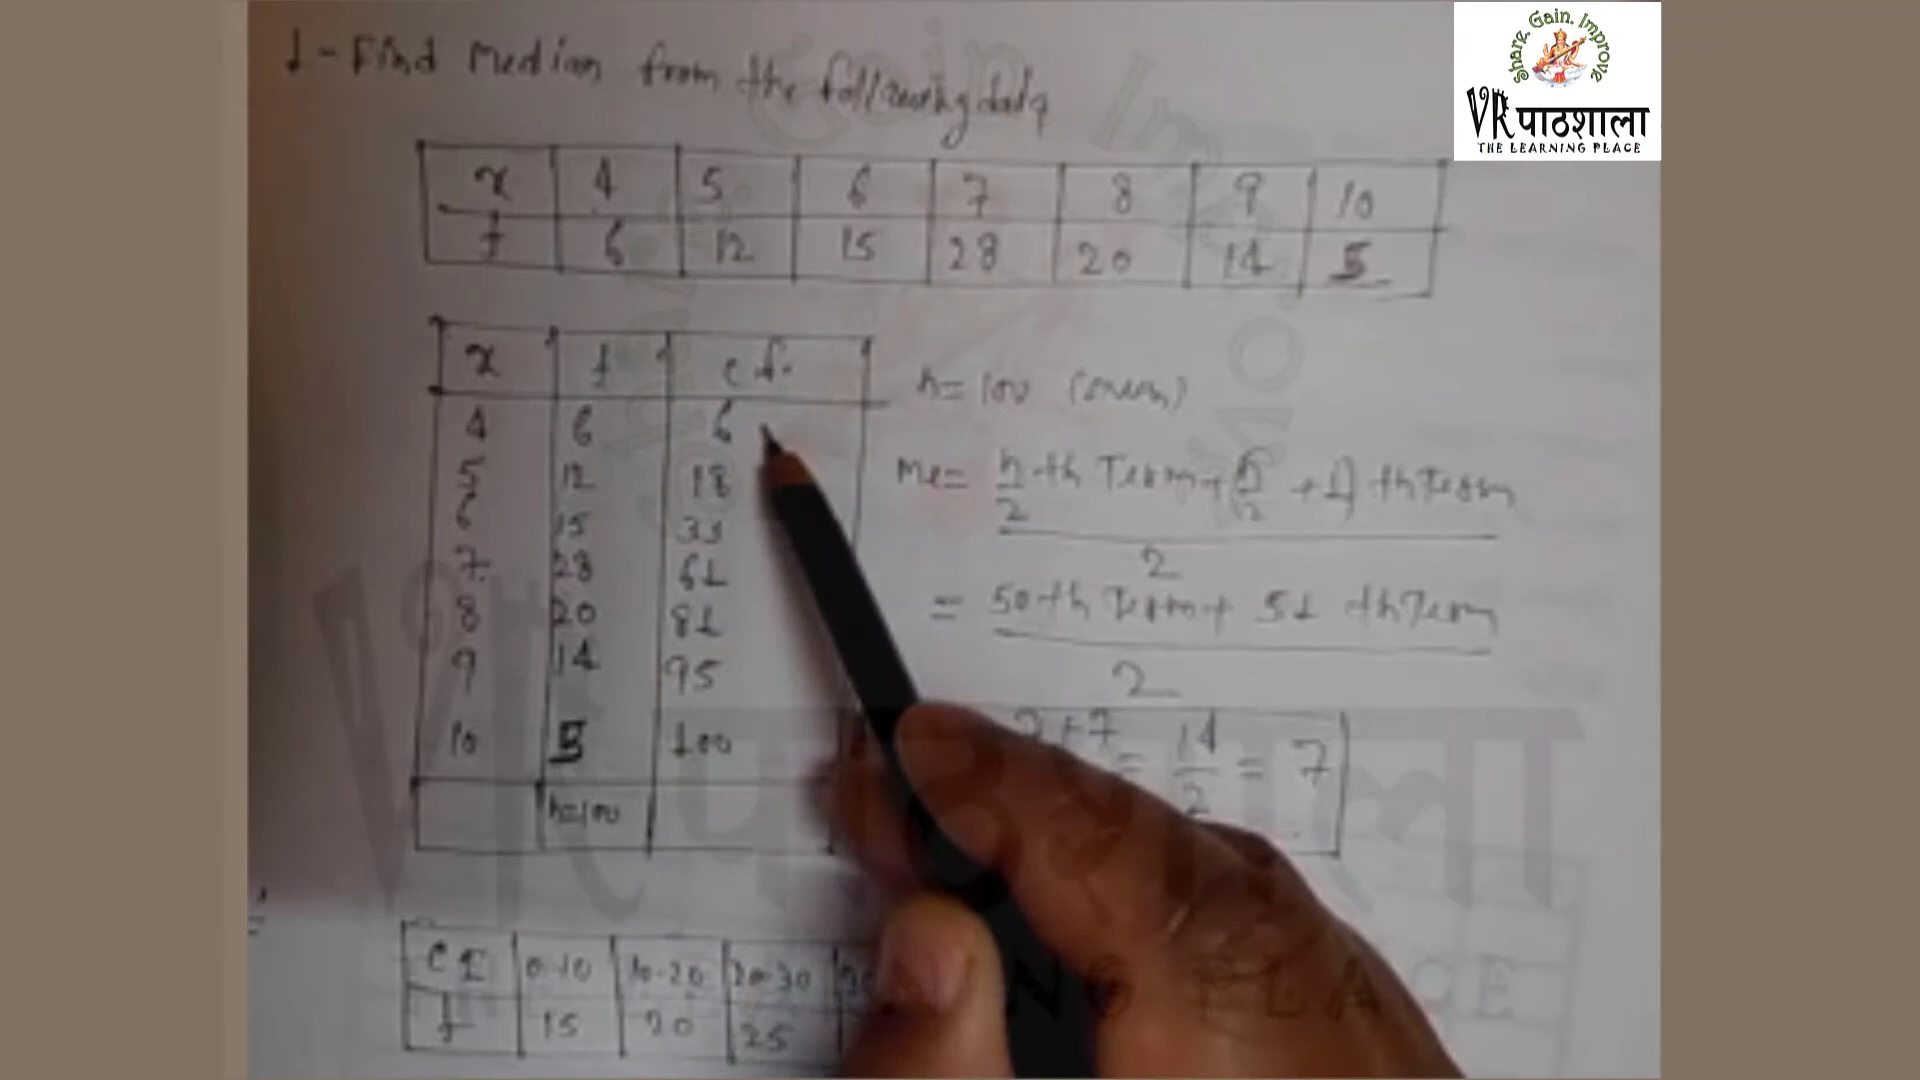 Share. Gain. Improve
VR पाठशाला
THE LEARNING PLACE
1 - Find Median from the following data
x 4 5 6 7 8 9 10
f 6 12 15 28 20 14 5
x f c.f.
4 6 6
5 12 18
6 15 33
7 28 61
8 20 81
9 14 95
10 5 100
n=100
n=100 (even)
Me= n/2 th Term + (n/2 + 1) th Term
2
= 50th Term + 51 th Term
2
7+7 = 14/2 = 7
2
C I 0-10 10-20 20-30
f 15 20 25